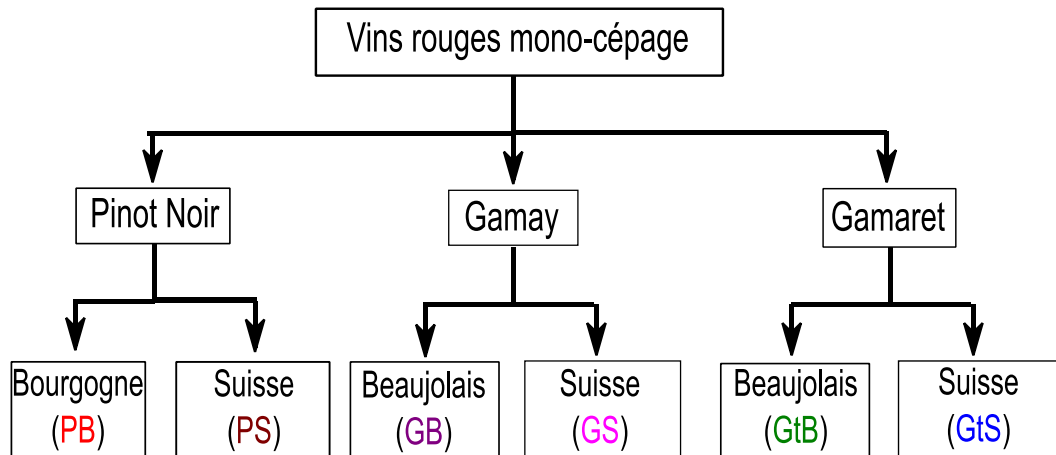 Vins rouges mono-cépage
Pinot Noir
Gamay
Gamaret
Bourgogne
(PB)
Suisse
(PS)
Beaujolais
(GB)
Suisse
(GS)
Beaujolais
(GtB)
Suisse
(GtS)